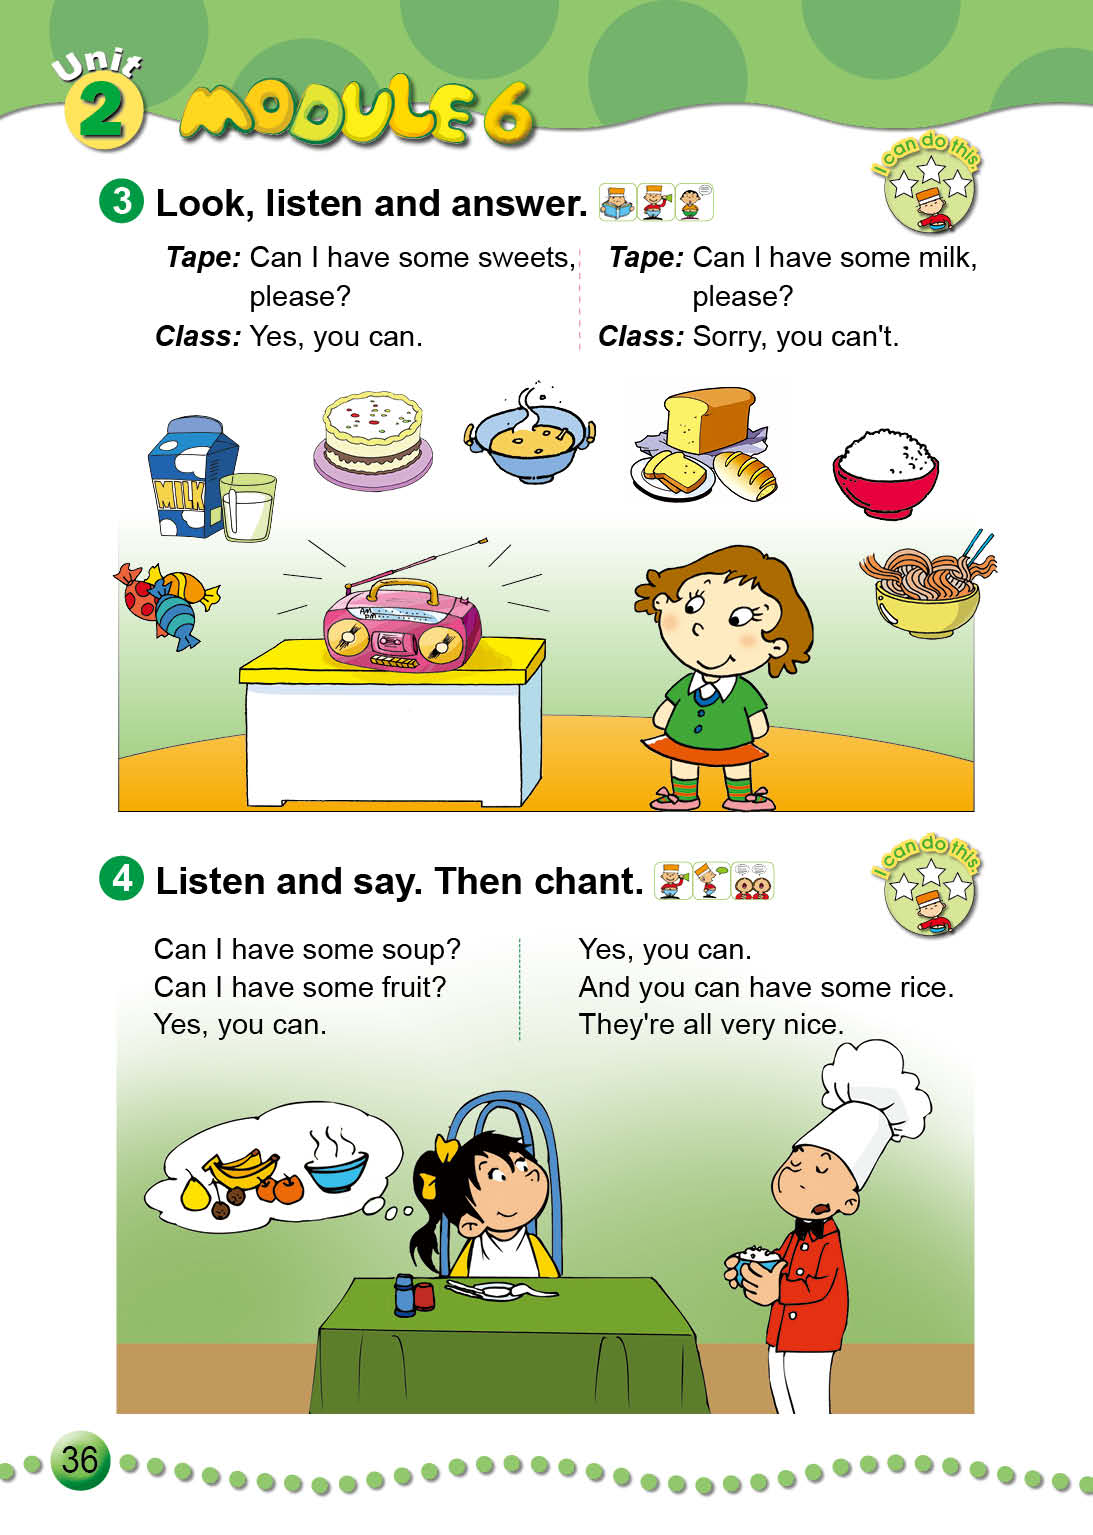 Unit
2 MODULE 6
I can do this.
3 Look, listen and answer.
Tape: Can I have some sweets,
please?
Class: Yes, you can.
Tape: Can I have some milk,
please?
Class: Sorry, you can't.
MILK
AM
FM
4 Listen and say. Then chant.
I can do this.
Can I have some soup?
Can I have some fruit?
Yes, you can.
Yes, you can.
And you can have some rice.
They're all very nice.
36